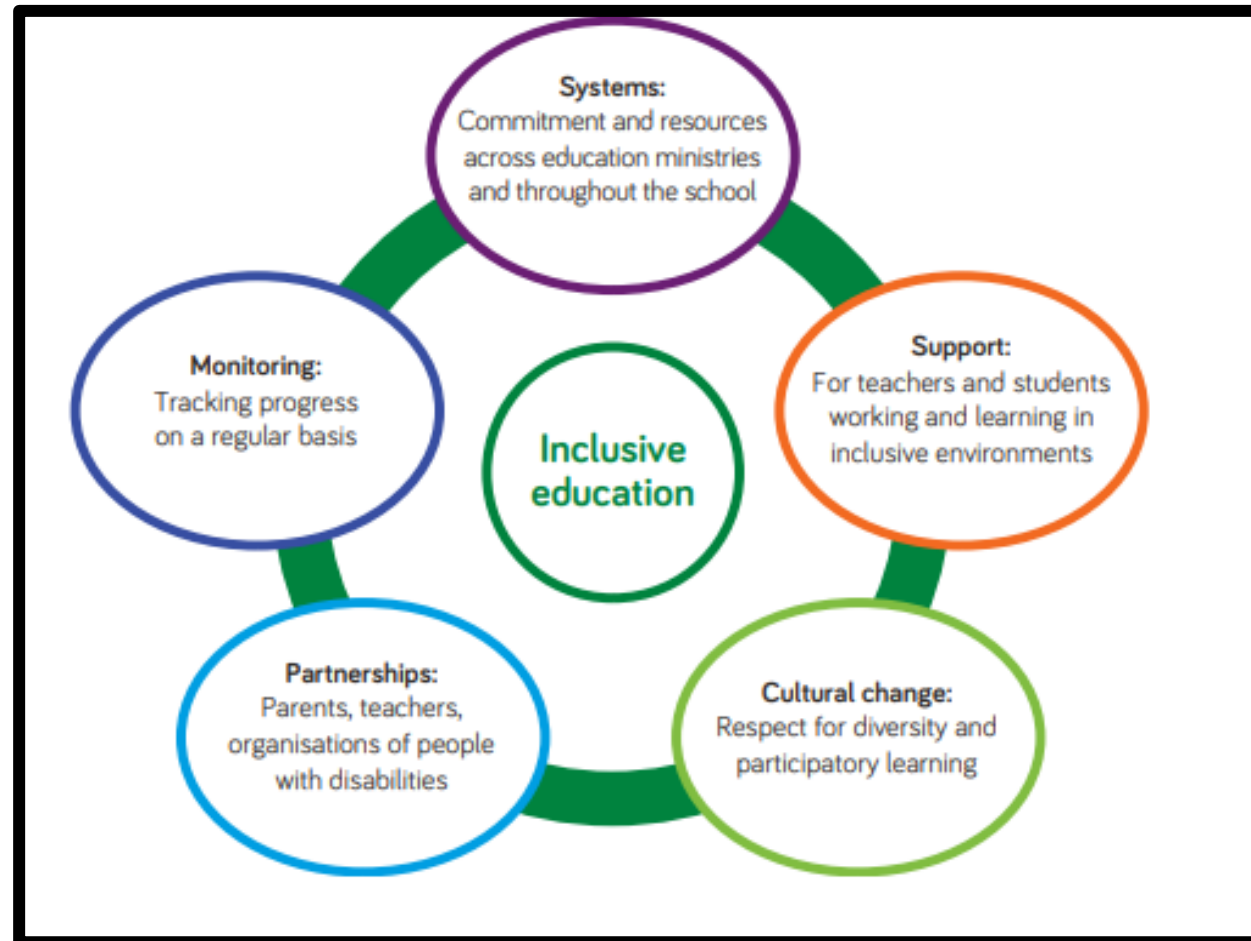 Systems:
Commitment and resources
across education ministries
and throughout the school
Support:
For teachers and students
working and learning in
inclusive environments
Monitoring:
Tracking progress
on a regular basis
Inclusive
education
Partnerships:
Parents, teachers,
organisations of people
with disabilities
Cultural change:
Respect for diversity and
participatory learning